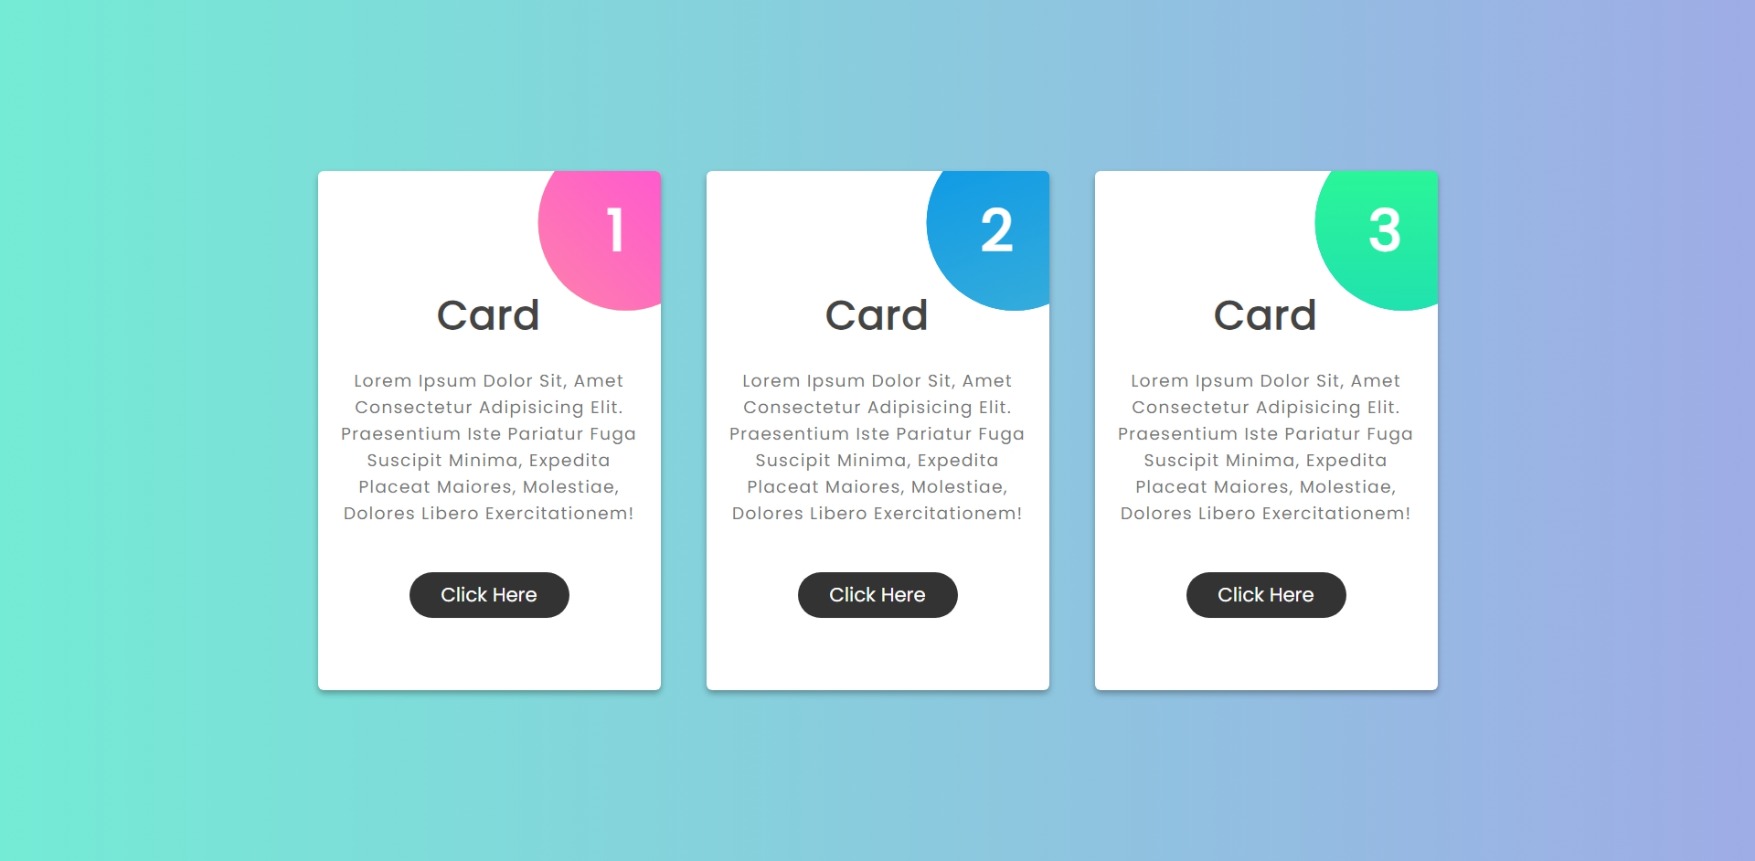 1
Card
Lorem Ipsum Dolor Sit, Amet
Consectetur Adipisicing Elit.
Praesentium Iste Pariatur Fuga
Suscipit Minima, Expedita
Placeat Maiores, Molestiae,
Dolores Libero Exercitationem!
Click Here
2
Card
Lorem Ipsum Dolor Sit, Amet
Consectetur Adipisicing Elit.
Praesentium Iste Pariatur Fuga
Suscipit Minima, Expedita
Placeat Maiores, Molestiae,
Dolores Libero Exercitationem!
Click Here
3
Card
Lorem Ipsum Dolor Sit, Amet
Consectetur Adipisicing Elit.
Praesentium Iste Pariatur Fuga
Suscipit Minima, Expedita
Placeat Maiores, Molestiae,
Dolores Libero Exercitationem!
Click Here